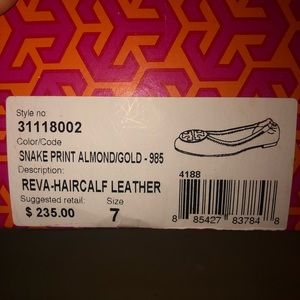 Style no
31118002
Color/Code
SNAKE PRINT ALMOND/GOLD - 985
Description:
REVA-HAIRCALF LEATHER
4188
Suggested retail: Size
$ 235.00 7
8 85427 83784 8